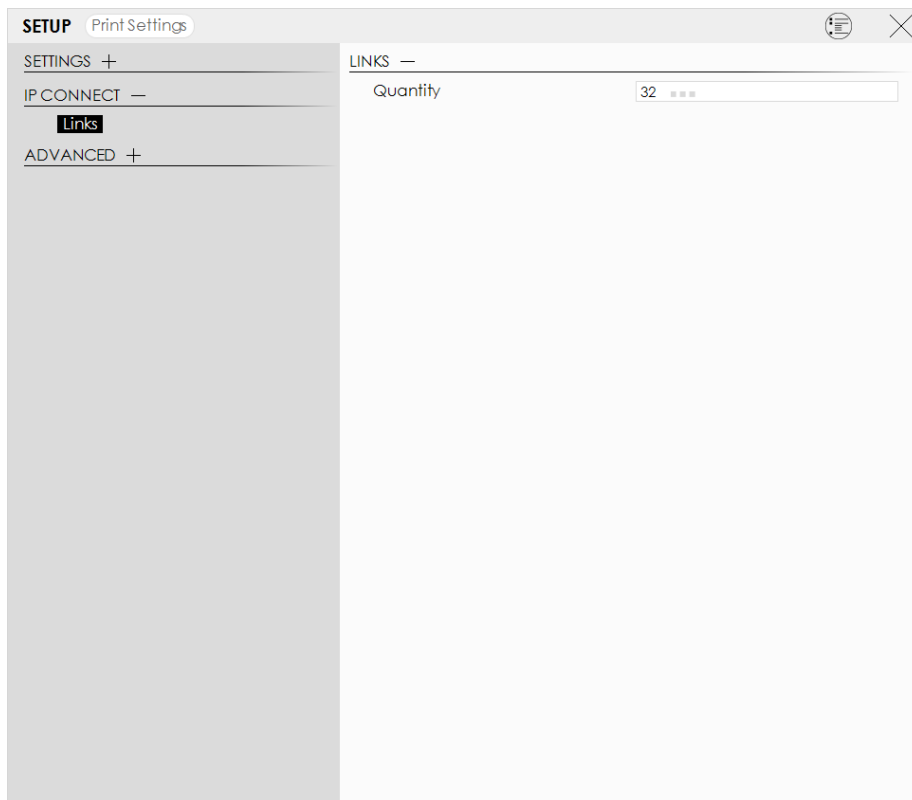 SETUP Print Settings
SETTINGS +
IP CONNECT —
Links
ADVANCED +
LINKS —
Quantity 32